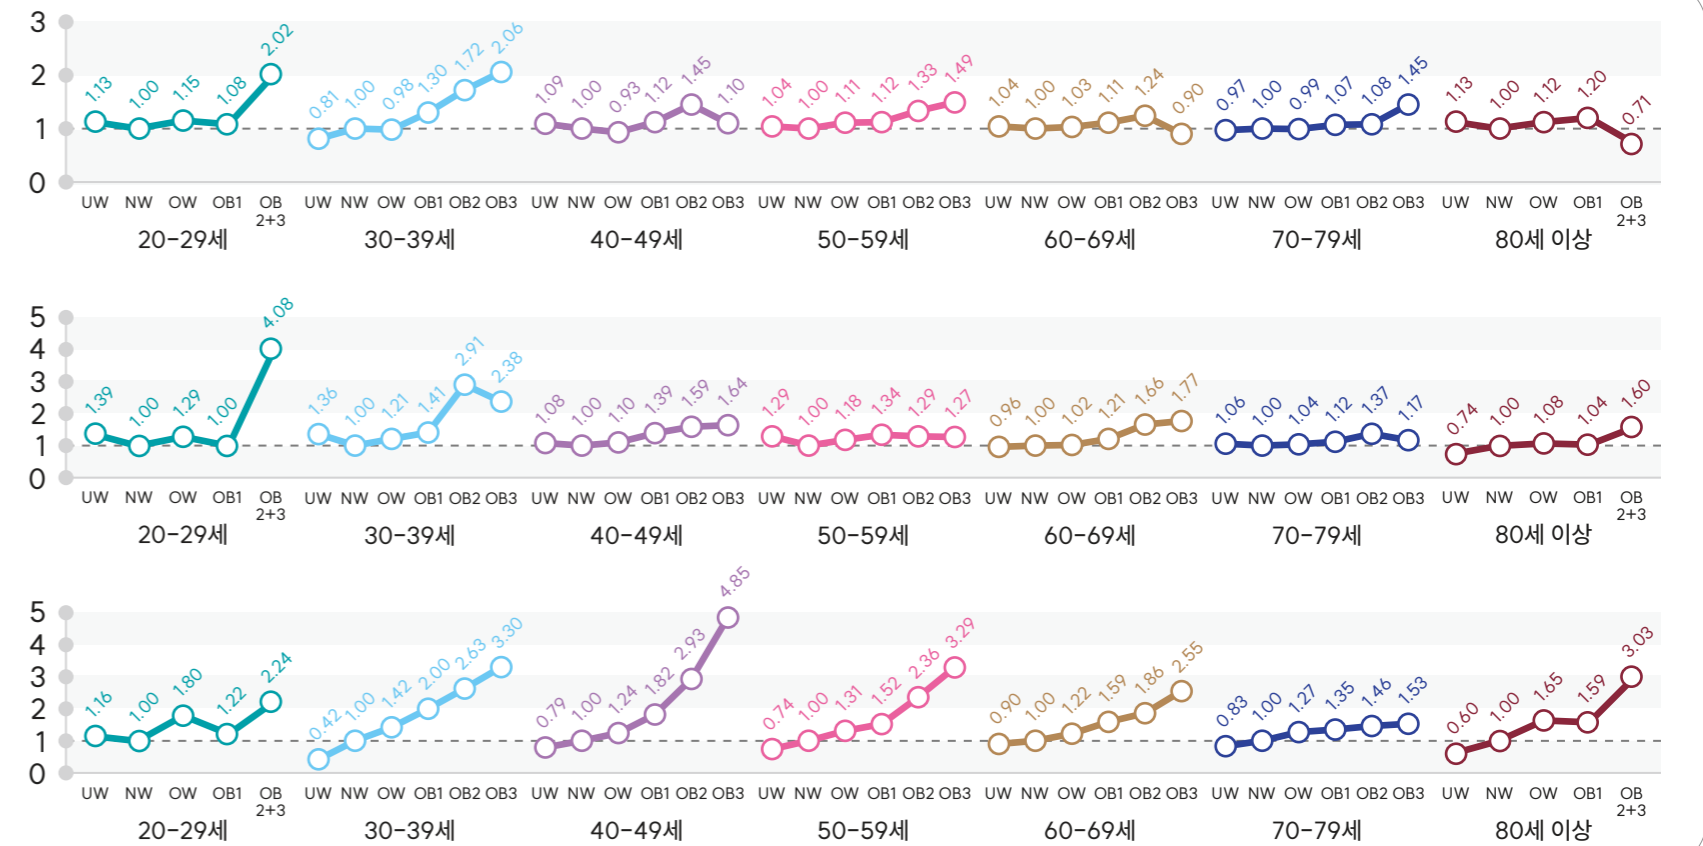 3
2
1
0
1.13 1.00 1.15 1.08 2.02 0.81 1.00 0.98 1.30 1.72 2.06 1.09 1.00 0.93 1.12 1.45 1.10 1.04 1.00 1.11 1.12 1.33 1.49 1.04 1.00 1.03 1.11 1.24 0.90 0.97 1.00 0.99 1.07 1.08 1.45 1.13 1.00 1.12 1.20 0.71
UW NW OW OB1 OB UW NW OW OB1 OB2 OB3 UW NW OW OB1 OB2 OB3 UW NW OW OB1 OB2 OB3 UW NW OW OB1 OB2 OB3 UW NW OW OB1 OB2 OB3 UW NW OW OB1 OB
2+3 2+3
20-29세 30-39세 40-49세 50-59세 60-69세 70-79세 80세 이상
5
4
3
2
1
0
1.39 1.00 1.29 1.00 4.08 1.36 1.00 1.21 1.41 2.91 2.38 1.08 1.00 1.10 1.39 1.59 1.64 1.29 1.00 1.18 1.34 1.29 1.27 0.96 1.00 1.02 1.21 1.66 1.77 1.06 1.00 1.04 1.12 1.37 1.17 0.74 1.00 1.08 1.04 1.60
UW NW OW OB1 OB UW NW OW OB1 OB2 OB3 UW NW OW OB1 OB2 OB3 UW NW OW OB1 OB2 OB3 UW NW OW OB1 OB2 OB3 UW NW OW OB1 OB2 OB3 UW NW OW OB1 OB
2+3 2+3
20-29세 30-39세 40-49세 50-59세 60-69세 70-79세 80세 이상
5
4
3
2
1
0
1.16 1.00 1.80 1.22 2.24 0.42 1.00 1.42 2.00 2.63 3.30 0.79 1.00 1.24 1.82 2.93 4.85 0.74 1.00 1.31 1.52 2.36 3.29 0.90 1.00 1.22 1.59 1.86 2.55 0.83 1.00 1.27 1.35 1.46 1.53 0.60 1.00 1.65 1.59 3.03
UW NW OW OB1 OB UW NW OW OB1 OB2 OB3 UW NW OW OB1 OB2 OB3 UW NW OW OB1 OB2 OB3 UW NW OW OB1 OB2 OB3 UW NW OW OB1 OB2 OB3 UW NW OW OB1 OB
2+3 2+3
20-29세 30-39세 40-49세 50-59세 60-69세 70-79세 80세 이상